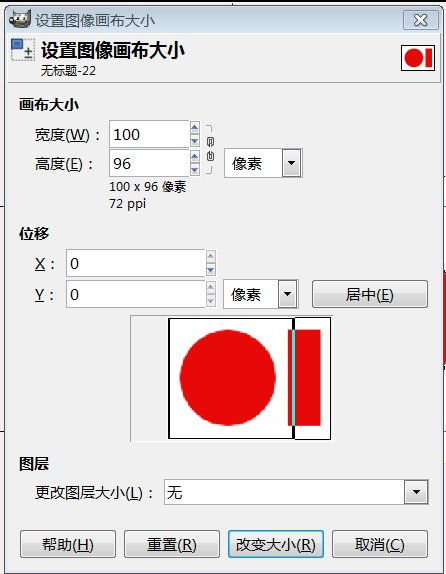 设置图像画布大小
设置图像画布大小
无标题-22
画布大小
宽度(W)： 100
高度(E)： 96 像素
100 x 96 像素
72 ppi
位移
X： 0
Y： 0 像素 居中(E)
图层
更改图层大小(L)： 无
帮助(H) 重置(R) 改变大小(R) 取消(C)